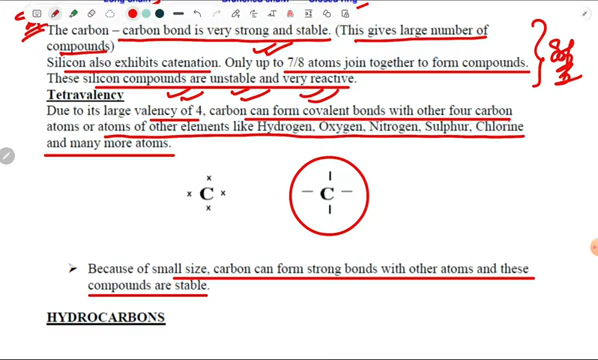 The carbon – carbon bond is very strong and stable. (This gives large number of
compounds)
Silicon also exhibits catenation. Only up to 7/8 atoms join together to form compounds.
These silicon compounds are unstable and very reactive.
Tetravalency
Due to its large valency of 4, carbon can form covalent bonds with other four carbon
atoms or atoms of other elements like Hydrogen, Oxygen, Nitrogen, Sulphur, Chlorine
and many more atoms.
x
x C x
x
C
➤ Because of small size, carbon can form strong bonds with other atoms and these
compounds are stable.
HYDROCARBONS